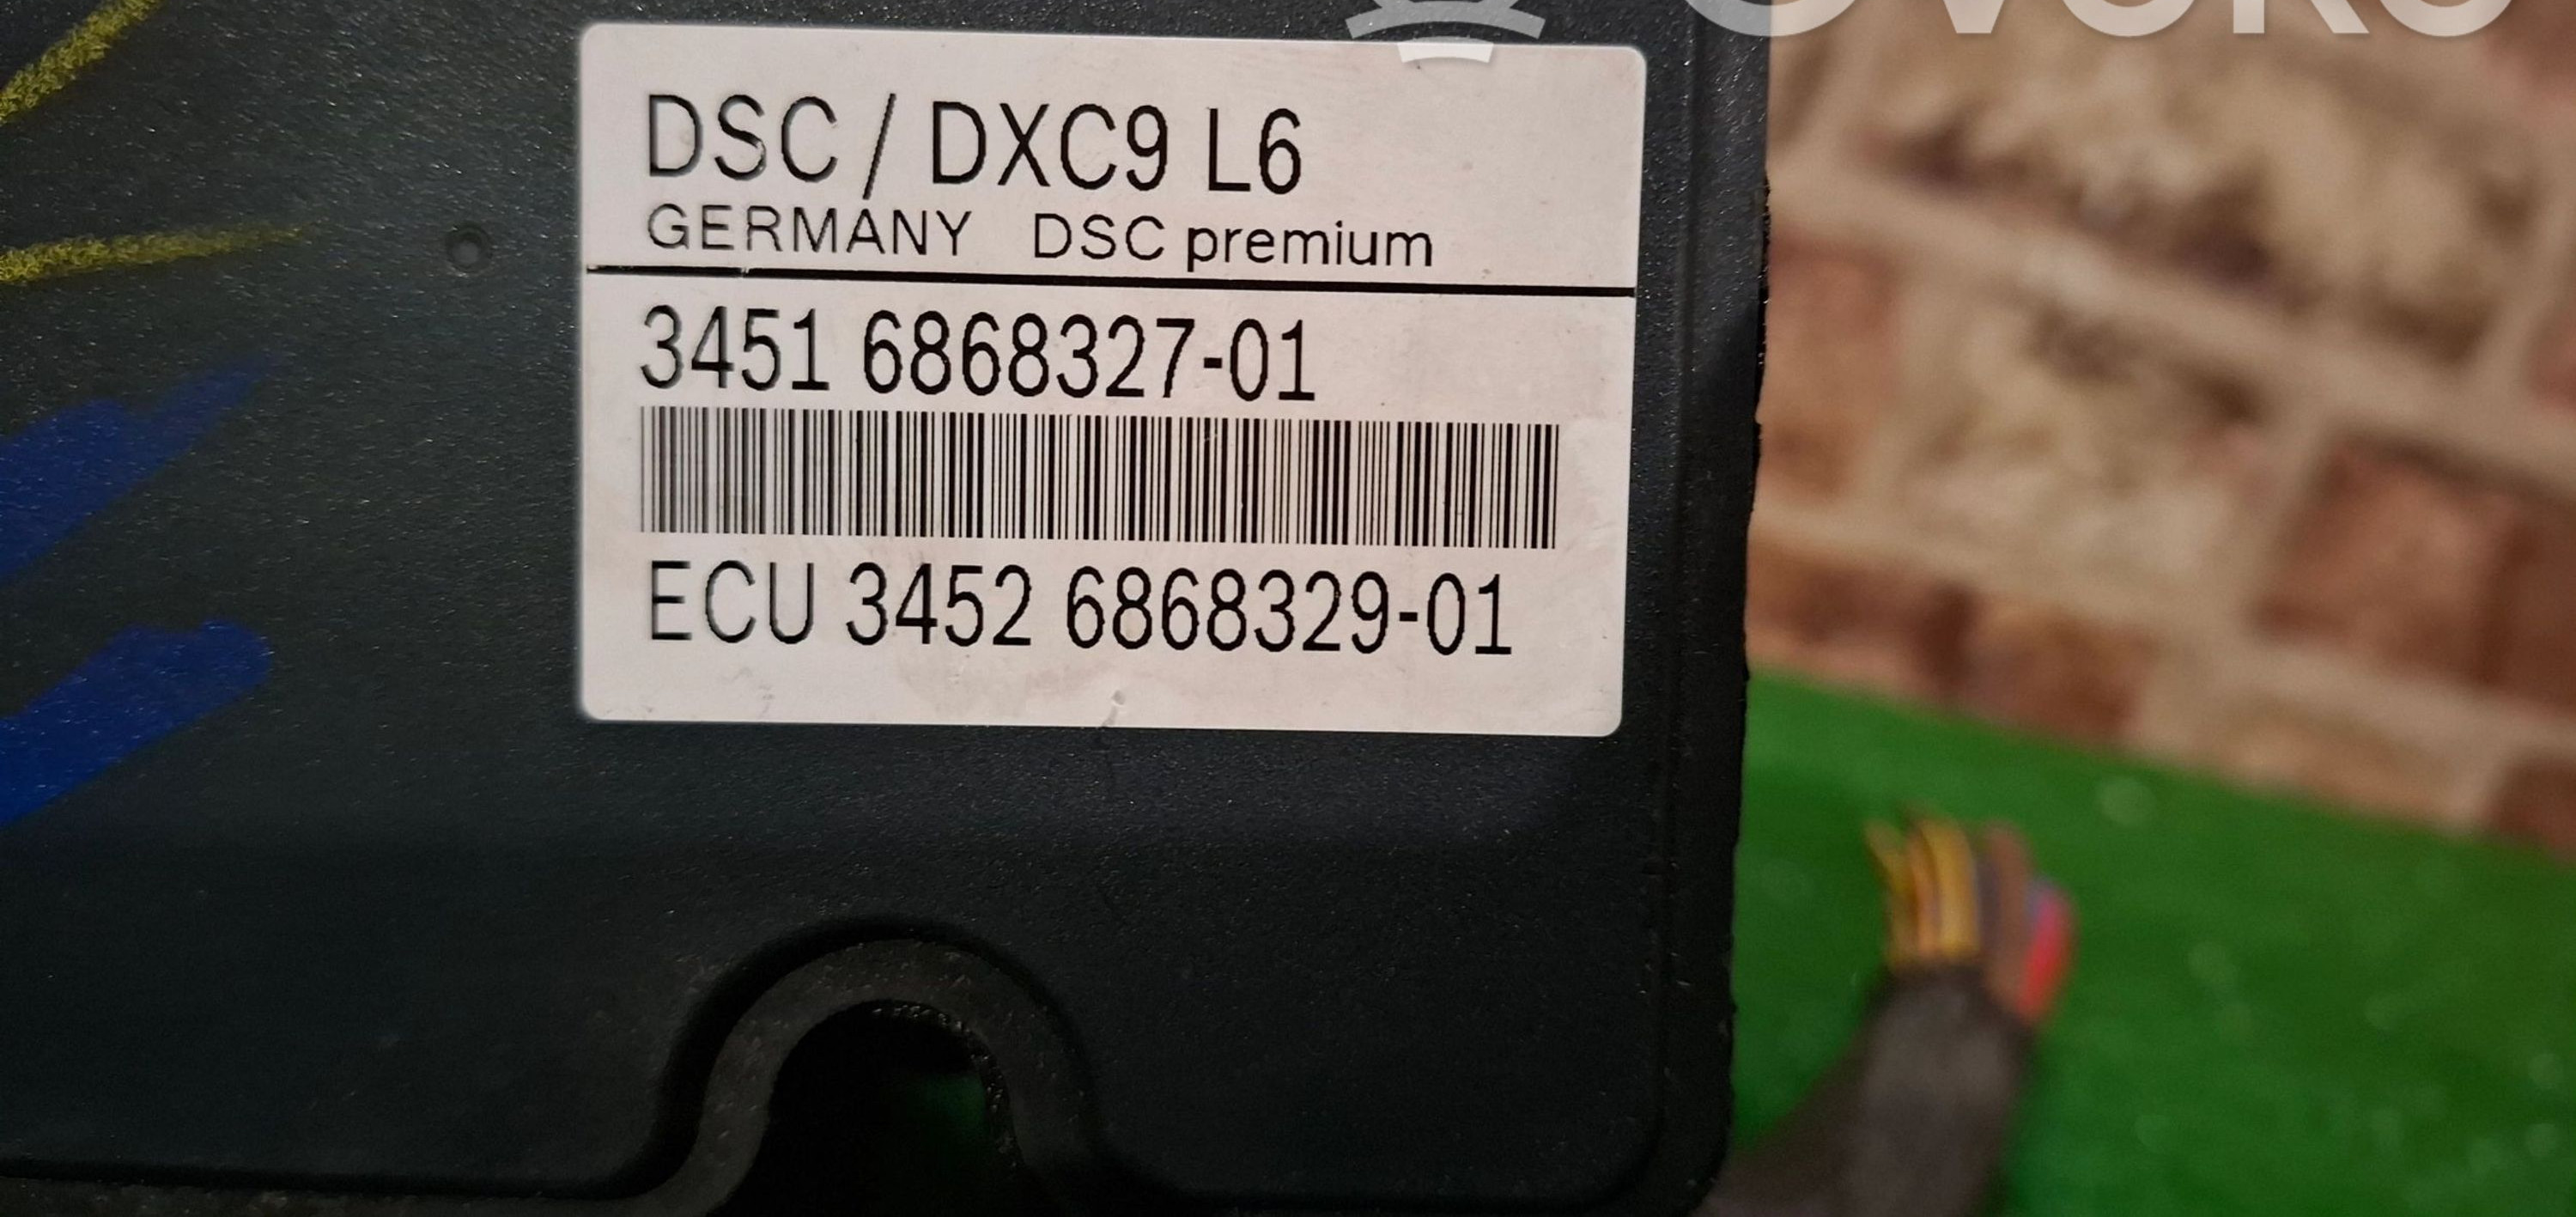 DSC / DXC9 L6
GERMANY DSC premium
3451 6868327-01
ECU 3452 6868329-01